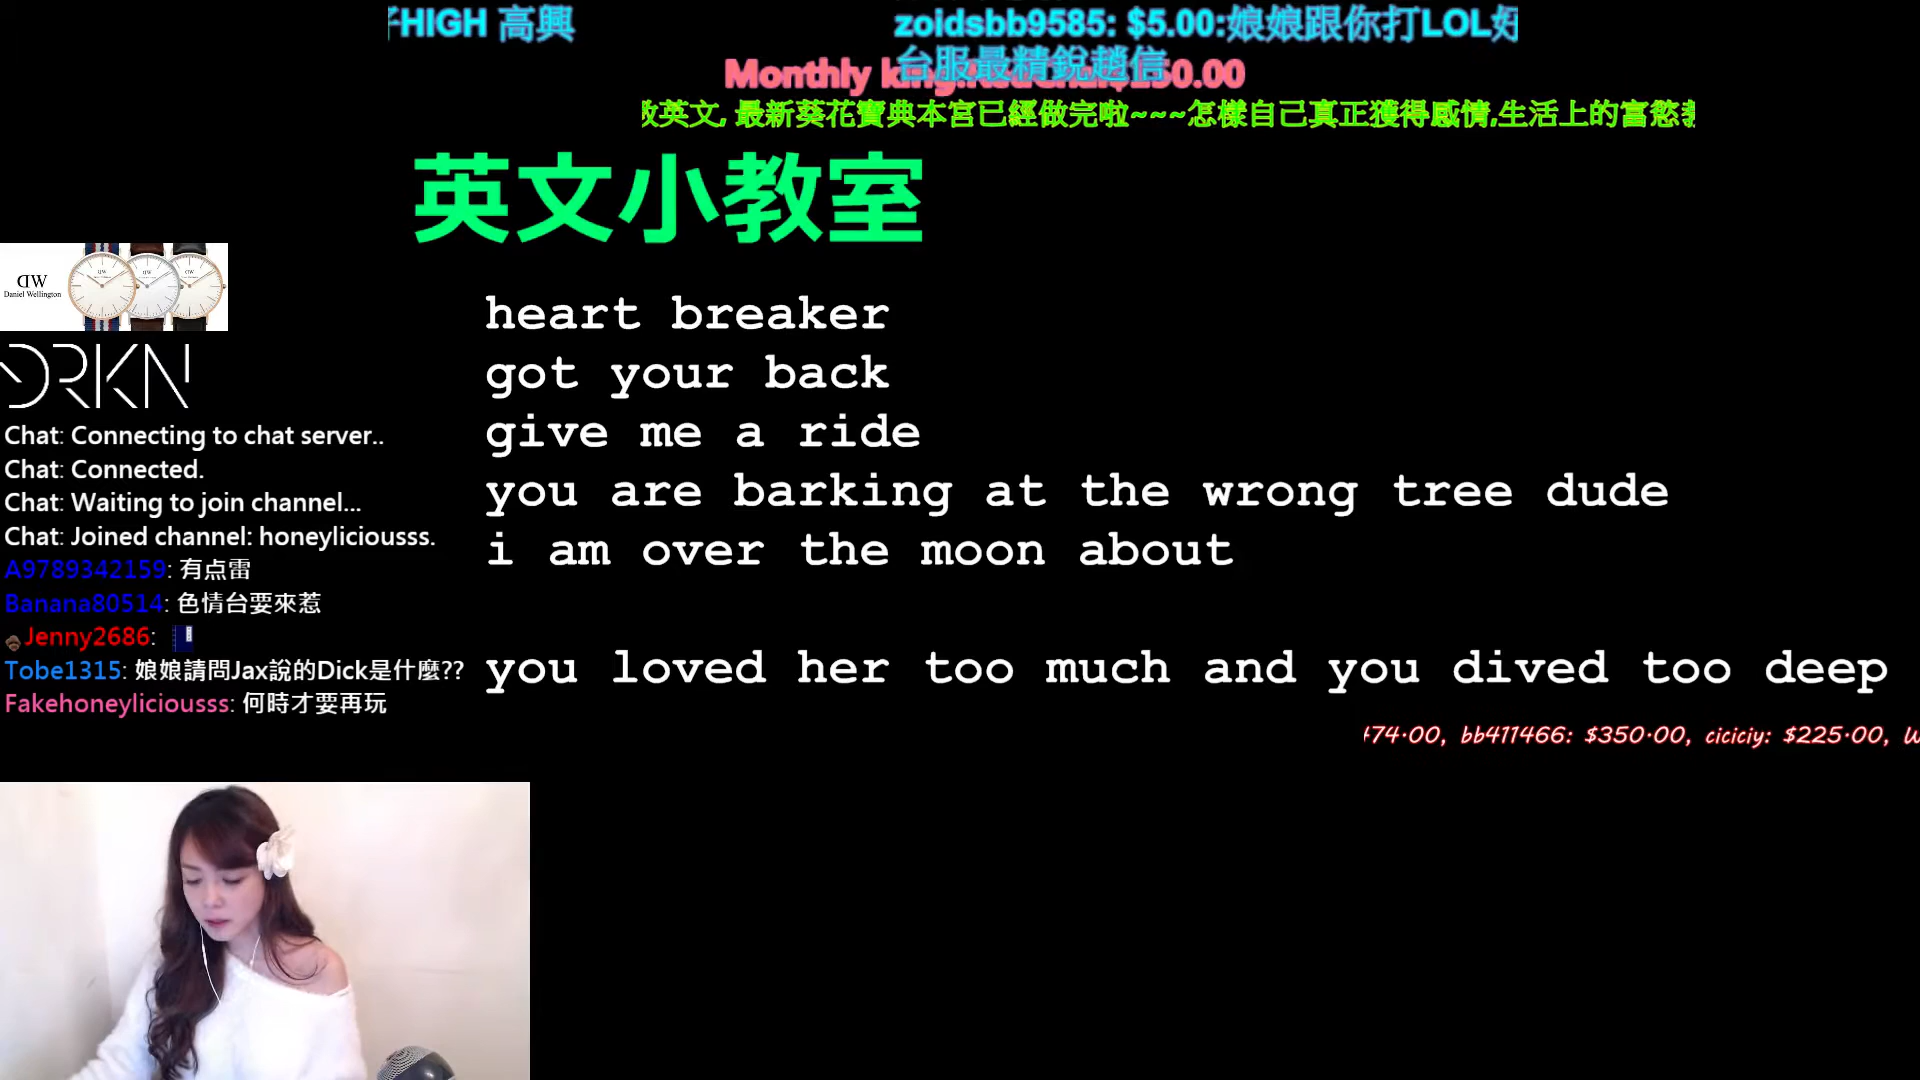 HIGH 高興
zoidsbb9585: $5.00:娘娘跟你打LOL
台服最精銳趙信
Monthly king: $250.00
英文, 最新葵花寶典本宮已經做完啦~~~怎樣自己真正獲得感情,生活上的富慾
英文小教室
DW
Daniel Wellington
DRKN
heart breaker
got your back
give me a ride
you are barking at the wrong tree dude
i am over the moon about
you loved her too much and you dived too deep
Chat: Connecting to chat server..
Chat: Connected.
Chat: Waiting to join channel...
Chat: Joined channel: honeyliciousss.
A9789342159: 有点雷
Banana80514: 色情台要來惹
Jenny2686:
Tobe1315: 娘娘請問Jax說的Dick是什麼??
Fakehoneyliciousss: 何時才要再玩
474.00, bb411466: $350.00, ciciciy: $225.00, W